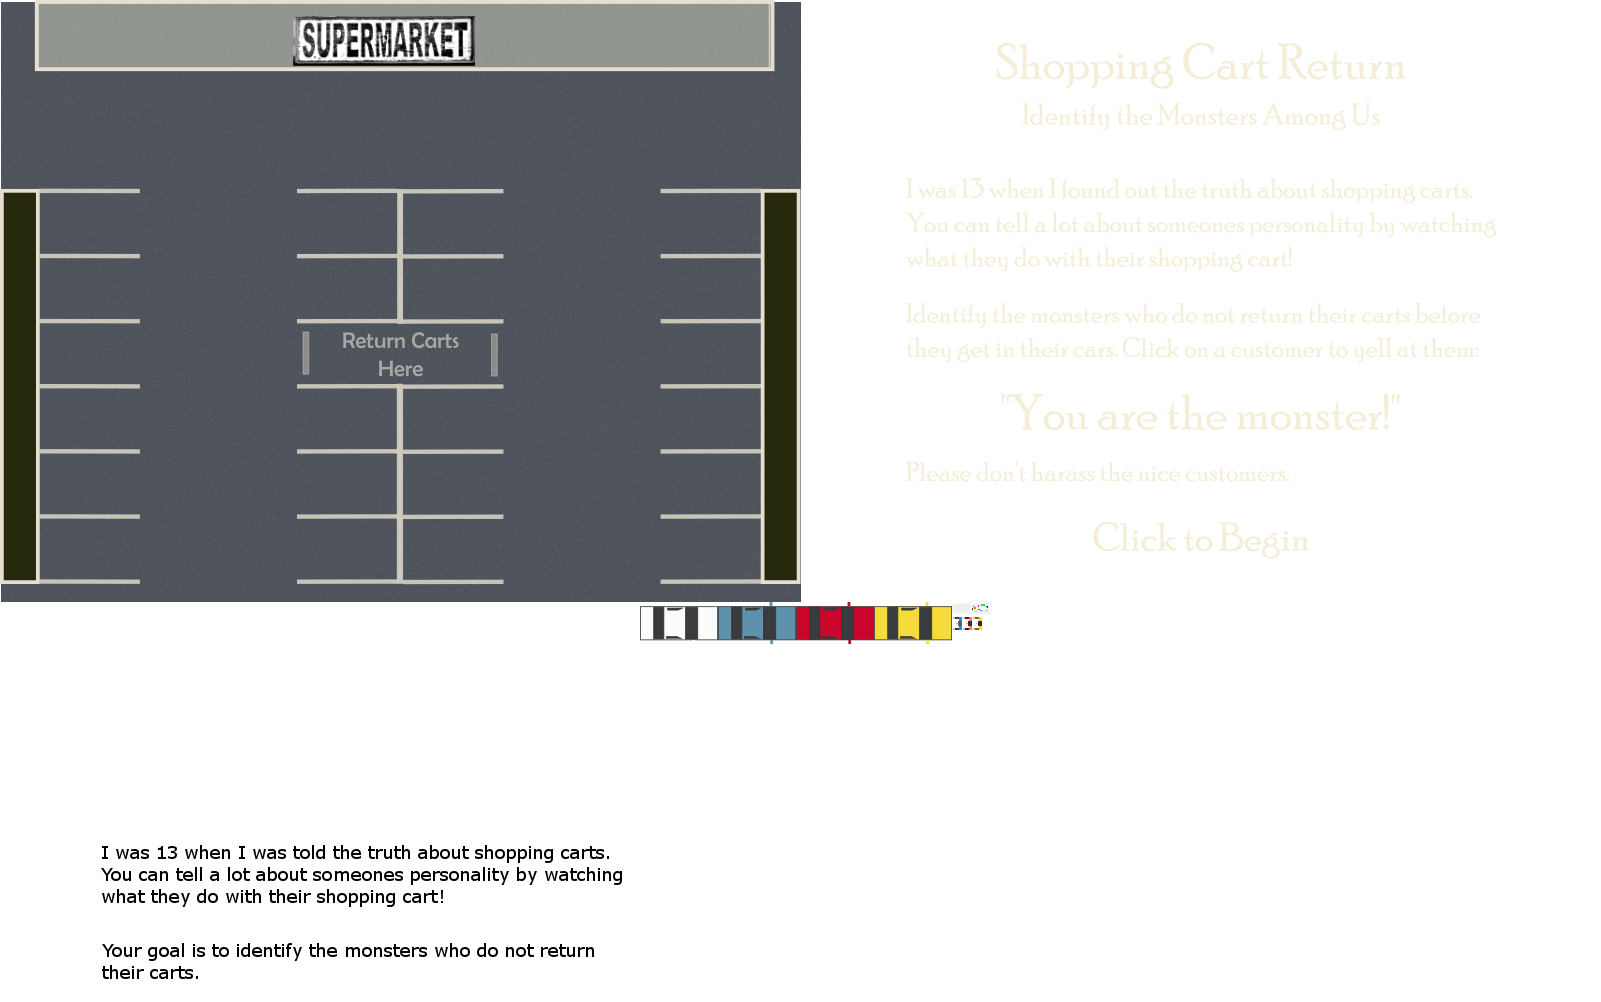 SUPERMARKET
Return Carts
Here
Shopping Cart Return
Identify the Monsters Among Us
I was 13 when I found out the truth about shopping carts.
You can tell a lot about someones personality by watching
what they do with their shopping cart!
Identify the monsters who do not return their carts before
they get in their cars. Click on a customer to yell at them:
"You are the monster!"
Please don't harass the nice customers.
Click to Begin
I was 13 when I was told the truth about shopping carts.
You can tell a lot about someones personality by watching
what they do with their shopping cart!
Your goal is to identify the monsters who do not return
their carts.